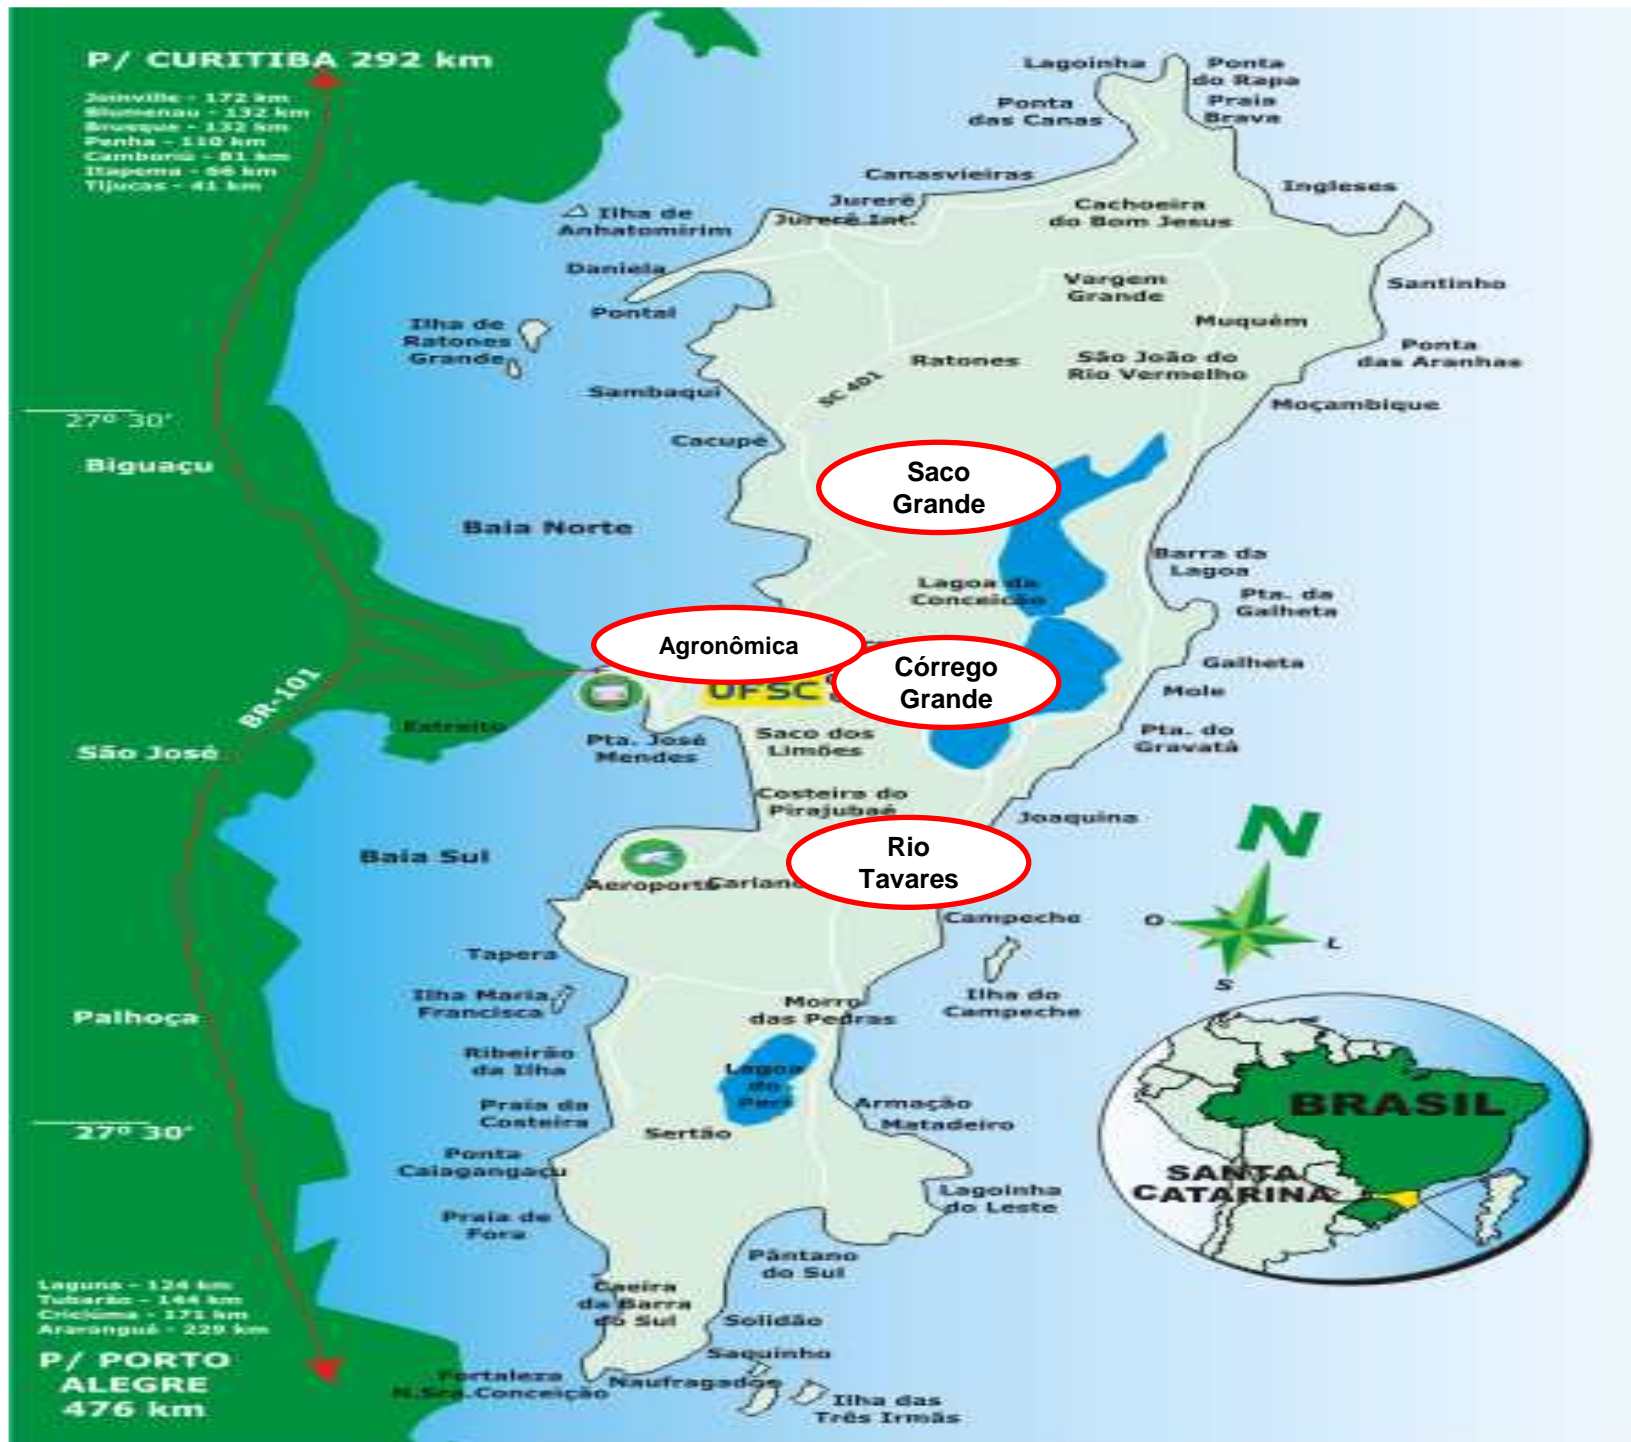 P/ CURITIBA 292 km
Joinville - 172 km
Blumenau - 132 km
Brusque - 132 km
Penha - 110 km
Camboriú - 81 km
Itapema - 66 km
Tijucas - 41 km
Lagoinha
Ponta
do Rapa
Ponta
das Canas
Praia
Brava
Canasvieiras
Ingleses
Jurerê
Jurerê Int.
Cachoeira
do Bom Jesus
Ilha de
Anhatomirim
Daniela
Vargem
Grande
Santinho
Pontal
Muquém
Ilha de
Ratones
Grande
Ratones
São João do
Rio Vermelho
Ponta
das Aranhas
SC 401
Sambaqui
Moçambique
27º 30'
Cacupé
Biguaçu
Saco
Grande
Baia Norte
Barra da
Lagoa
Lagoa da
Conceicão
Pta. da
Galheta
Agronômica
Córrego
Grande
Galheta
UFSC
Mole
BR-101
Estreito
São José
Pta. José
Mendes
Saco dos
Limões
Pta. do
Gravatá
Costeira do
Pirajubaé
Joaquina
N
Baia Sul
Rio
Tavares
Aeroporto
Campeche
O
L
S
Tapera
Ilha Maria
Francisca
Morro
das Pedras
Ilha do
Campeche
Palhoça
Ribeirão
da Ilha
Lagoa
do
Peri
BRASIL
Praia da
Costeira
Armação
Matadeiro
27º 30'
Sertão
Ponta
Caiagangaçu
SANTA
CATARINA
Lagoinha
do Leste
Praia de
Fora
Pântano
do Sul
Laguna - 124 km
Tubarão - 144 km
Criciúma - 171 km
Araranguá - 229 km
Caeira
da Barra
do Sul
Solidão
P/ PORTO
ALEGRE
476 km
Saquinho
Fortaleza
N.Sra.Conceição
Naufragados
Ilha das
Três Irmãs